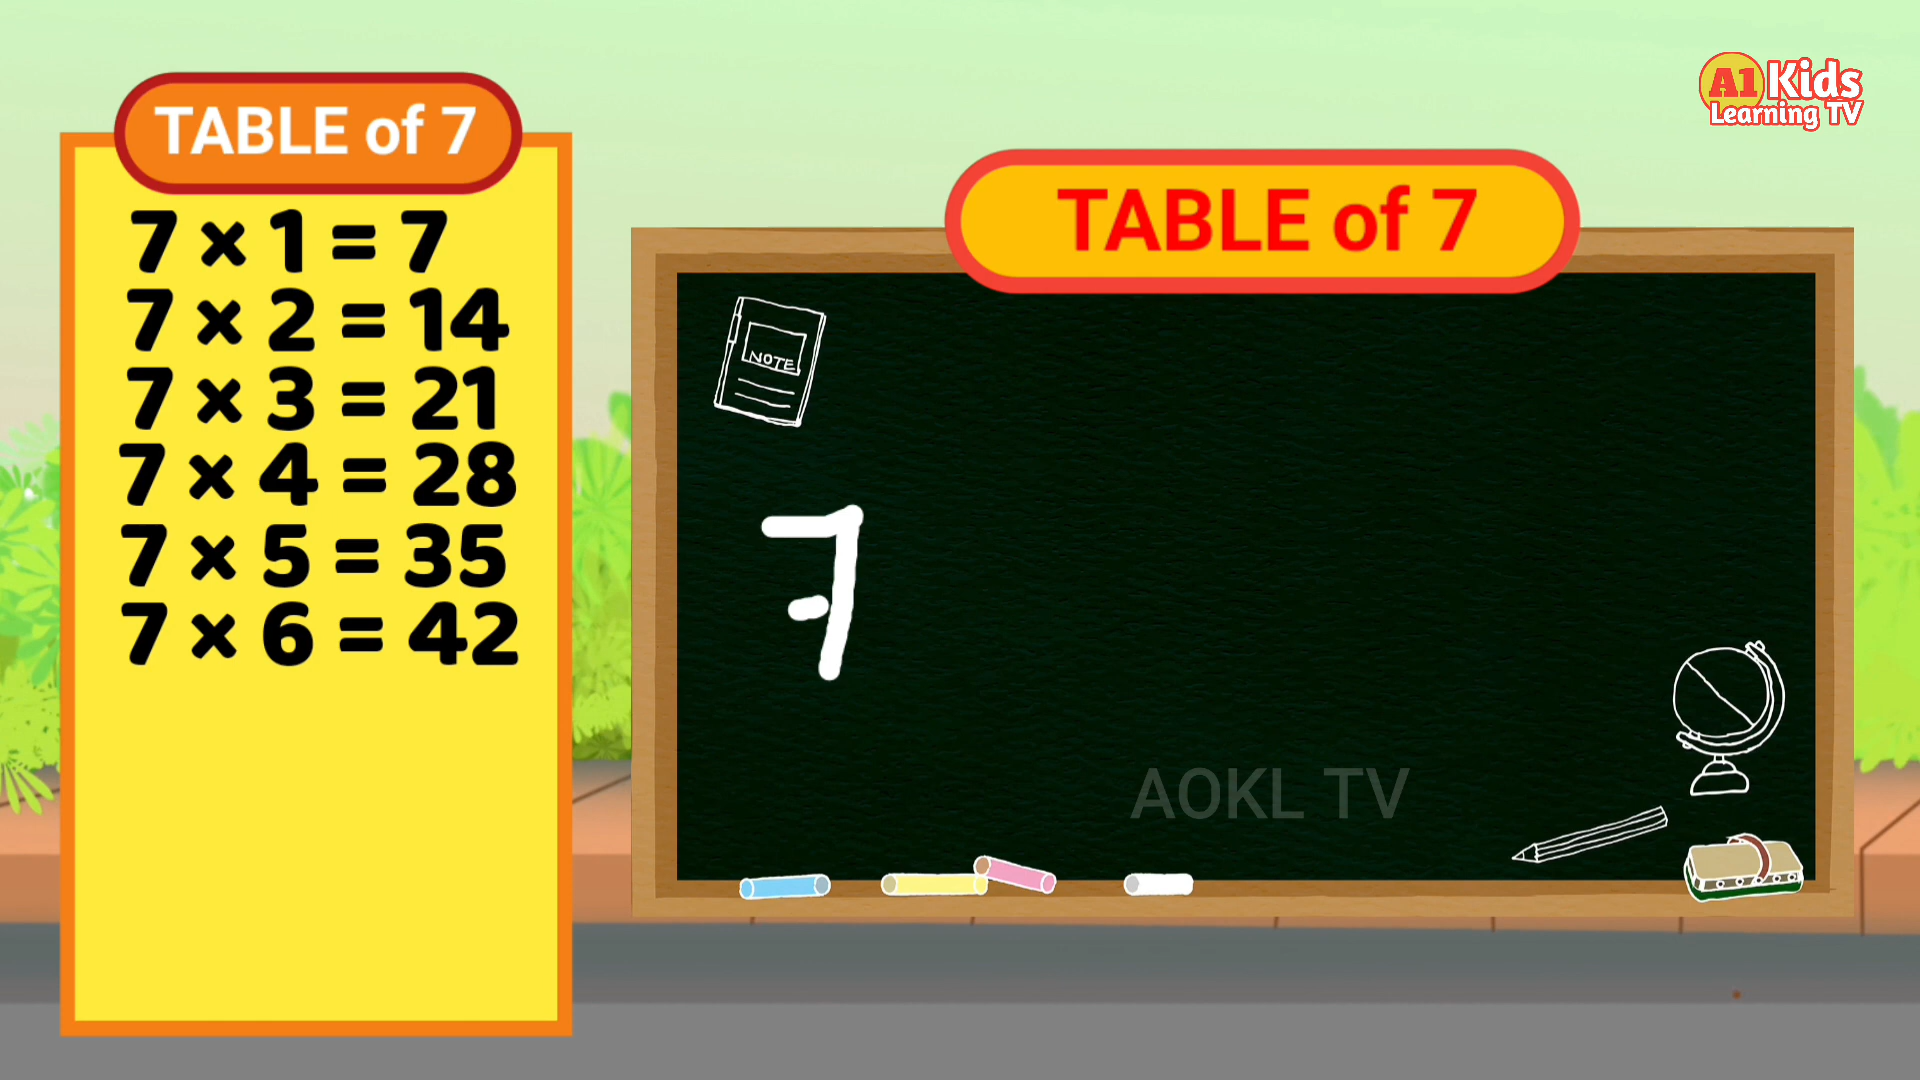 TABLE of 7
7 × 1 = 7
7 × 2 = 14
7 × 3 = 21
7 × 4 = 28
7 × 5 = 35
7 × 6 = 42
A1 Kids
Learning TV
TABLE of 7
NOTE
7
AOKL TV